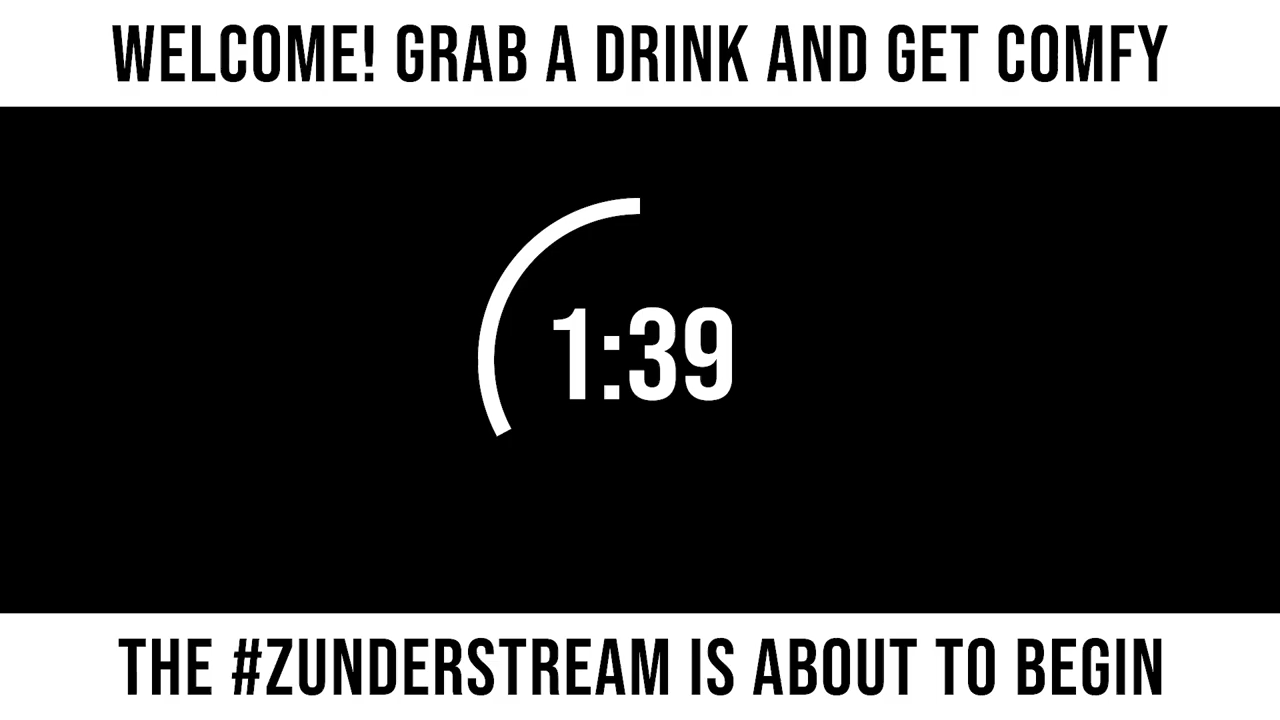 WELCOME! GRAB A DRINK AND GET COMFY
1:39
THE #ZUNDERSTREAM IS ABOUT TO BEGIN